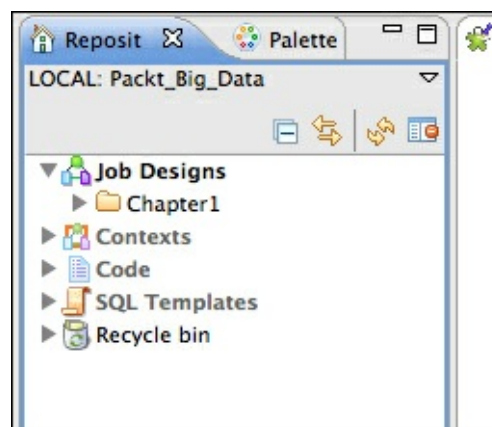 Reposit Palette
LOCAL: Packt_Big_Data
Job Designs
Chapter1
Contexts
Code
SQL Templates
Recycle bin